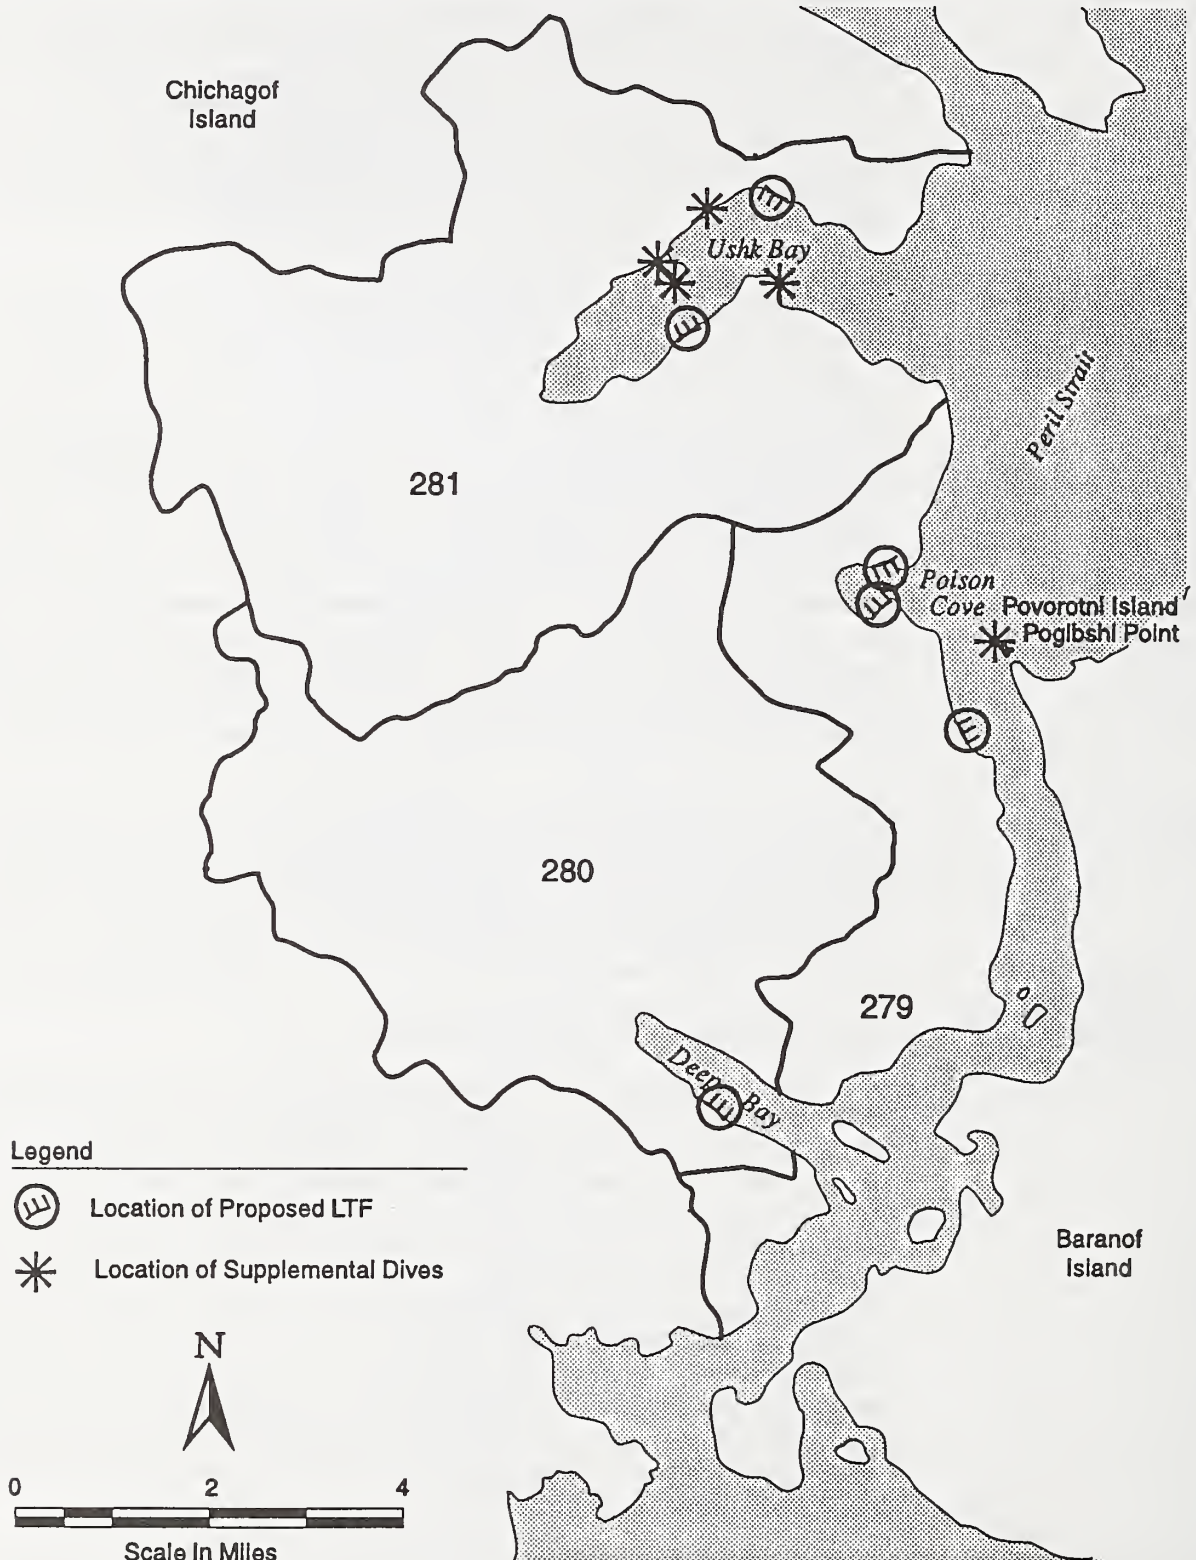 Chichagof
Island
Ushk Bay
Peril Strait
281
Poison
Cove
Povorotni Island
Pogibshi Point
280
279
Deep Bay
Legend
Location of Proposed LTF
Location of Supplemental Dives
Baranof
Island
N
0 2 4
Scale in Miles